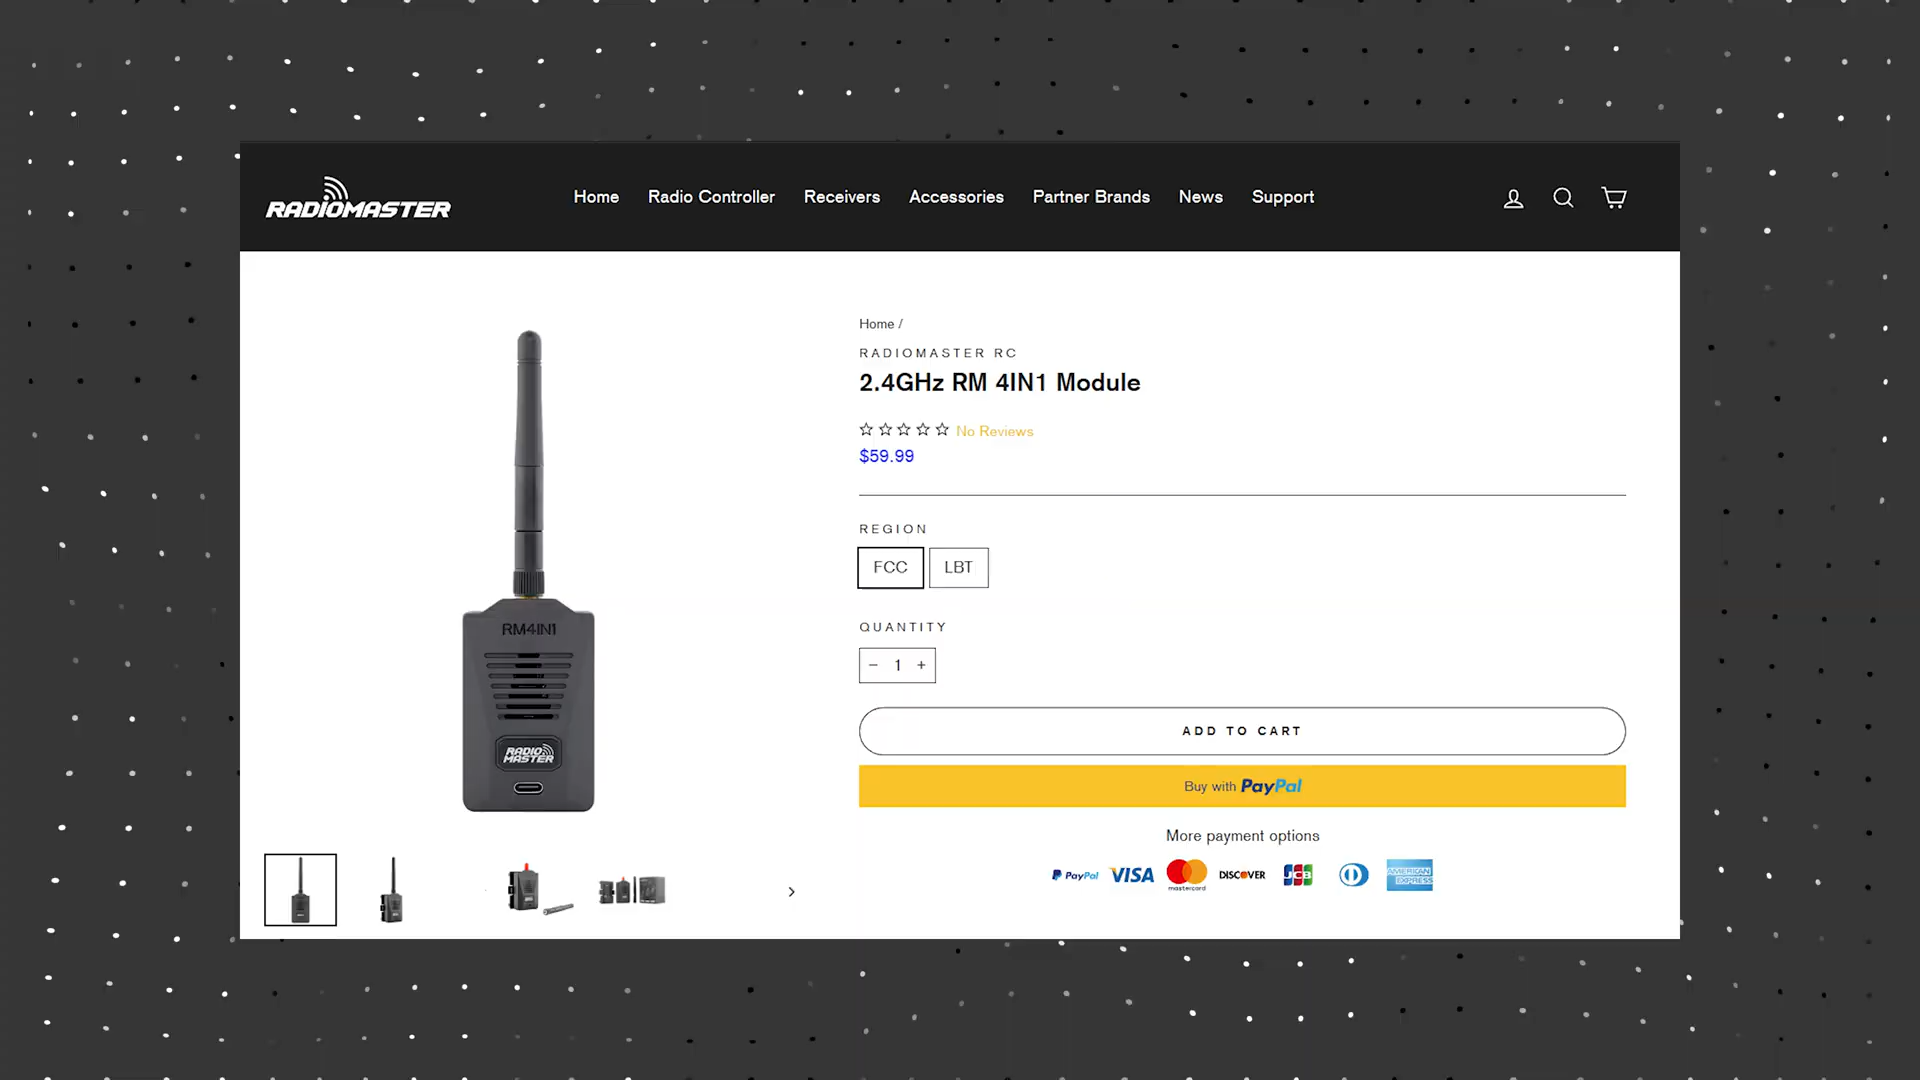 RADIOMASTER
Home Radio Controller Receivers Accessories Partner Brands News Support
Home /
RADIOMASTER RC
2.4GHz RM 4IN1 Module
No Reviews
$59.99
REGION
FCC LBT
QUANTITY
− 1 +
ADD TO CART
Buy with PayPal
More payment options
PayPal VISA mastercard DISCOVER JCB AMERICAN EXPRESS
RM4IN1
RADIO
MASTER